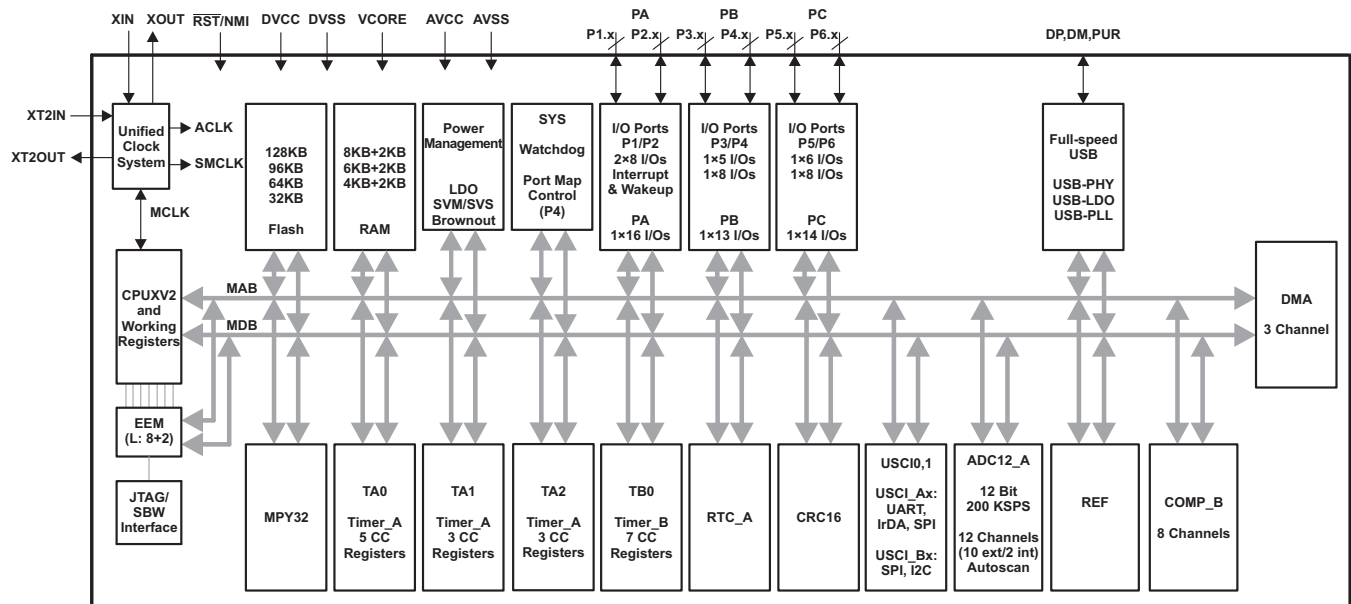 XIN
XOUT
RST/NMI
DVCC
DVSS
VCORE
AVCC
AVSS
PA
P1.x
P2.x
PB
P3.x
P4.x
PC
P5.x
P6.x
DP,DM,PUR
XT2IN
XT2OUT
Unified
Clock
System
ACLK
SMCLK
MCLK
128KB
96KB
64KB
32KB
Flash
8KB+2KB
6KB+2KB
4KB+2KB
RAM
Power
Management
LDO
SVM/SVS
Brownout
SYS
Watchdog
Port Map
Control
(P4)
I/O Ports
P1/P2
2×8 I/Os
Interrupt
& Wakeup
PA
1×16 I/Os
I/O Ports
P3/P4
1×5 I/Os
1×8 I/Os
PB
1×13 I/Os
I/O Ports
P5/P6
1×6 I/Os
1×8 I/Os
PC
1×14 I/Os
Full-speed
USB
USB-PHY
USB-LDO
USB-PLL
CPUXV2
and
Working
Registers
MAB
MDB
DMA
3 Channel
EEM
(L: 8+2)
JTAG/
SBW
Interface
MPY32
TA0
Timer_A
5 CC
Registers
TA1
Timer_A
3 CC
Registers
TA2
Timer_A
3 CC
Registers
TB0
Timer_B
7 CC
Registers
RTC_A
CRC16
USCI0,1
USCI_Ax:
UART,
IrDA, SPI
USCI_Bx:
SPI, I2C
ADC12_A
12 Bit
200 KSPS
12 Channels
(10 ext/2 int)
Autoscan
REF
COMP_B
8 Channels